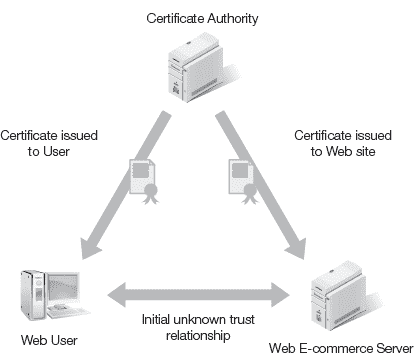 Certificate Authority
Certificate issued
to User
Certificate issued
to Web site
Initial unknown trust
relationship
Web User
Web E-commerce Server